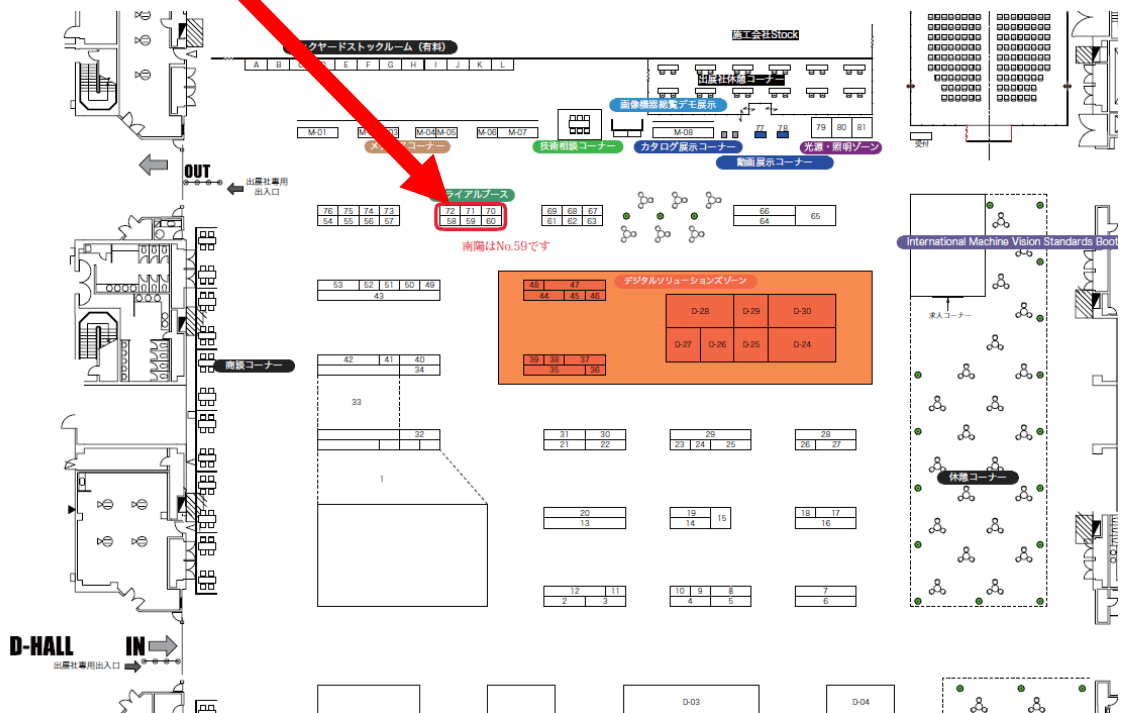 施工会社Stock
クヤードストックルーム（有料）
A B E F G H I J K L
出展社休憩コーナー
画像機器総覧デモ展示
M-01 M-04 M-05 M-06 M-07 M-08 77 78 79 80 81
技術相談コーナー
カタログ展示コーナー
光源・照明ゾーン
動画展示コーナー
受付
OUT
出展社専用
出入口
ライアルブース
76 75 74 73 72 71 70 69 68 67 66 65
54 55 56 57 58 59 60 61 62 63 64
南陽はNo.59です
International Machine Vision Standards Boot
求人コーナー
デジタルソリューションズゾーン
53 52 51 50 49 48 47
43 44 45 46
D-28 D-29 D-30
D-27 D-26 D-25 D-24
42 41 40 39 38 37
34 35 36
商談コーナー
33
32 31 30 29 28
21 22 23 24 25 26 27
休憩コーナー
1
20 19 18 17
13 14 15 16
12 11 10 9 8 7
2 3 4 5 6
D-HALL IN
出展社専用出入口
D-03 D-04